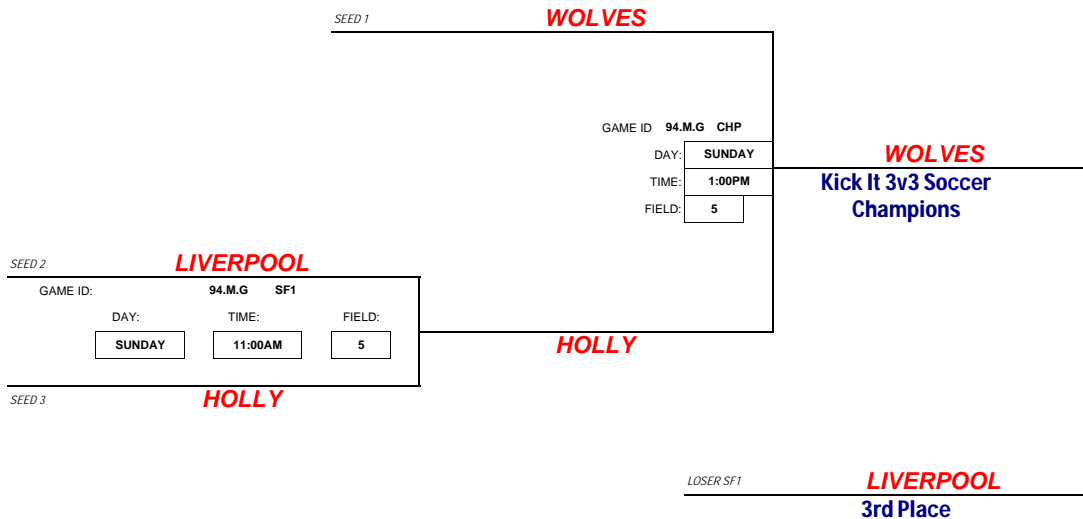 SEED 1 WOLVES
GAME ID 94.M.G CHP
DAY: SUNDAY
TIME: 1:00PM
FIELD: 5
WOLVES
Kick It 3v3 Soccer
Champions
SEED 2 LIVERPOOL
GAME ID: 94.M.G SF1
DAY: TIME: FIELD:
SUNDAY 11:00AM 5
HOLLY
SEED 3 HOLLY
LOSER SF1 LIVERPOOL
3rd Place